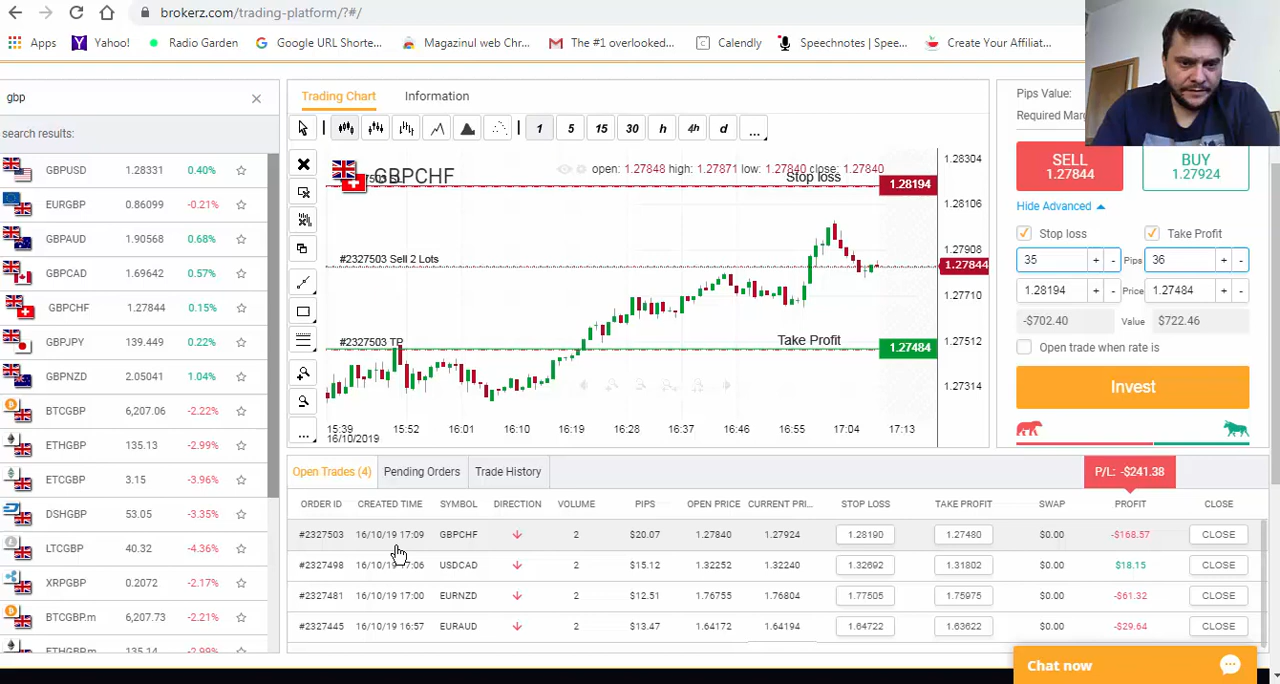 brokerz.com/trading-platform/?#/
Apps Yahoo! Radio Garden Google URL Shorte... Magazinul web Chr... The #1 overlooked... Calendly Speechnotes | Spee... Create Your Affiliat...
gbp
search results:
GBPUSD 1.28331 0.40%
EURGBP 0.86099 -0.21%
GBPAUD 1.90568 0.68%
GBPCAD 1.69642 0.57%
GBPCHF 1.27844 0.15%
GBPJPY 139.449 0.22%
GBPNZD 2.05041 1.04%
BTCGBP 6,207.06 -2.22%
ETHGBP 135.13 -2.99%
ETCGBP 3.15 -3.96%
DSHGBP 53.05 -3.35%
LTCGBP 40.32 -4.36%
XRPGBP 0.2072 -2.17%
BTCGBP.m 6,207.73 -2.21%
ETHGBP.m 135.14 -2.99%
Trading Chart Information
1 5 15 30 h 4h d ...
GBPCHF
open: 1.27848 high: 1.27871 low: 1.27840 close: 1.27840
Stop loss
#2327503 Sell 2 Lots
#2327503 TP
Take Profit
1.28304
1.28194
1.28106
1.27908
1.27844
1.27710
1.27512
1.27484
1.27314
15:39 15:52 16:01 16:10 16:19 16:28 16:37 16:46 16:55 17:04 17:13
16/10/2019
Pips Value:
Required Mar
SELL
1.27844
BUY
1.27924
Hide Advanced
Stop loss Take Profit
35 + - Pips 36 + -
1.28194 + - Price 1.27484 + -
-$702.40 Value $722.46
Open trade when rate is
Invest
Open Trades (4) Pending Orders Trade History
P/L: -$241.38
ORDER ID CREATED TIME SYMBOL DIRECTION VOLUME PIPS OPEN PRICE CURRENT PRI... STOP LOSS TAKE PROFIT SWAP PROFIT CLOSE
#2327503 16/10/19 17:09 GBPCHF 2 $20.07 1.27840 1.27924 1.28190 1.27480 $0.00 -$168.57 CLOSE
#2327498 16/10/19 17:06 USDCAD 2 $15.12 1.32252 1.32240 1.32692 1.31802 $0.00 $18.15 CLOSE
#2327481 16/10/19 17:00 EURNZD 2 $12.51 1.76755 1.76804 1.77505 1.75975 $0.00 -$61.32 CLOSE
#2327445 16/10/19 16:57 EURAUD 2 $13.47 1.64172 1.64194 1.64722 1.63622 $0.00 -$29.64 CLOSE
Chat now